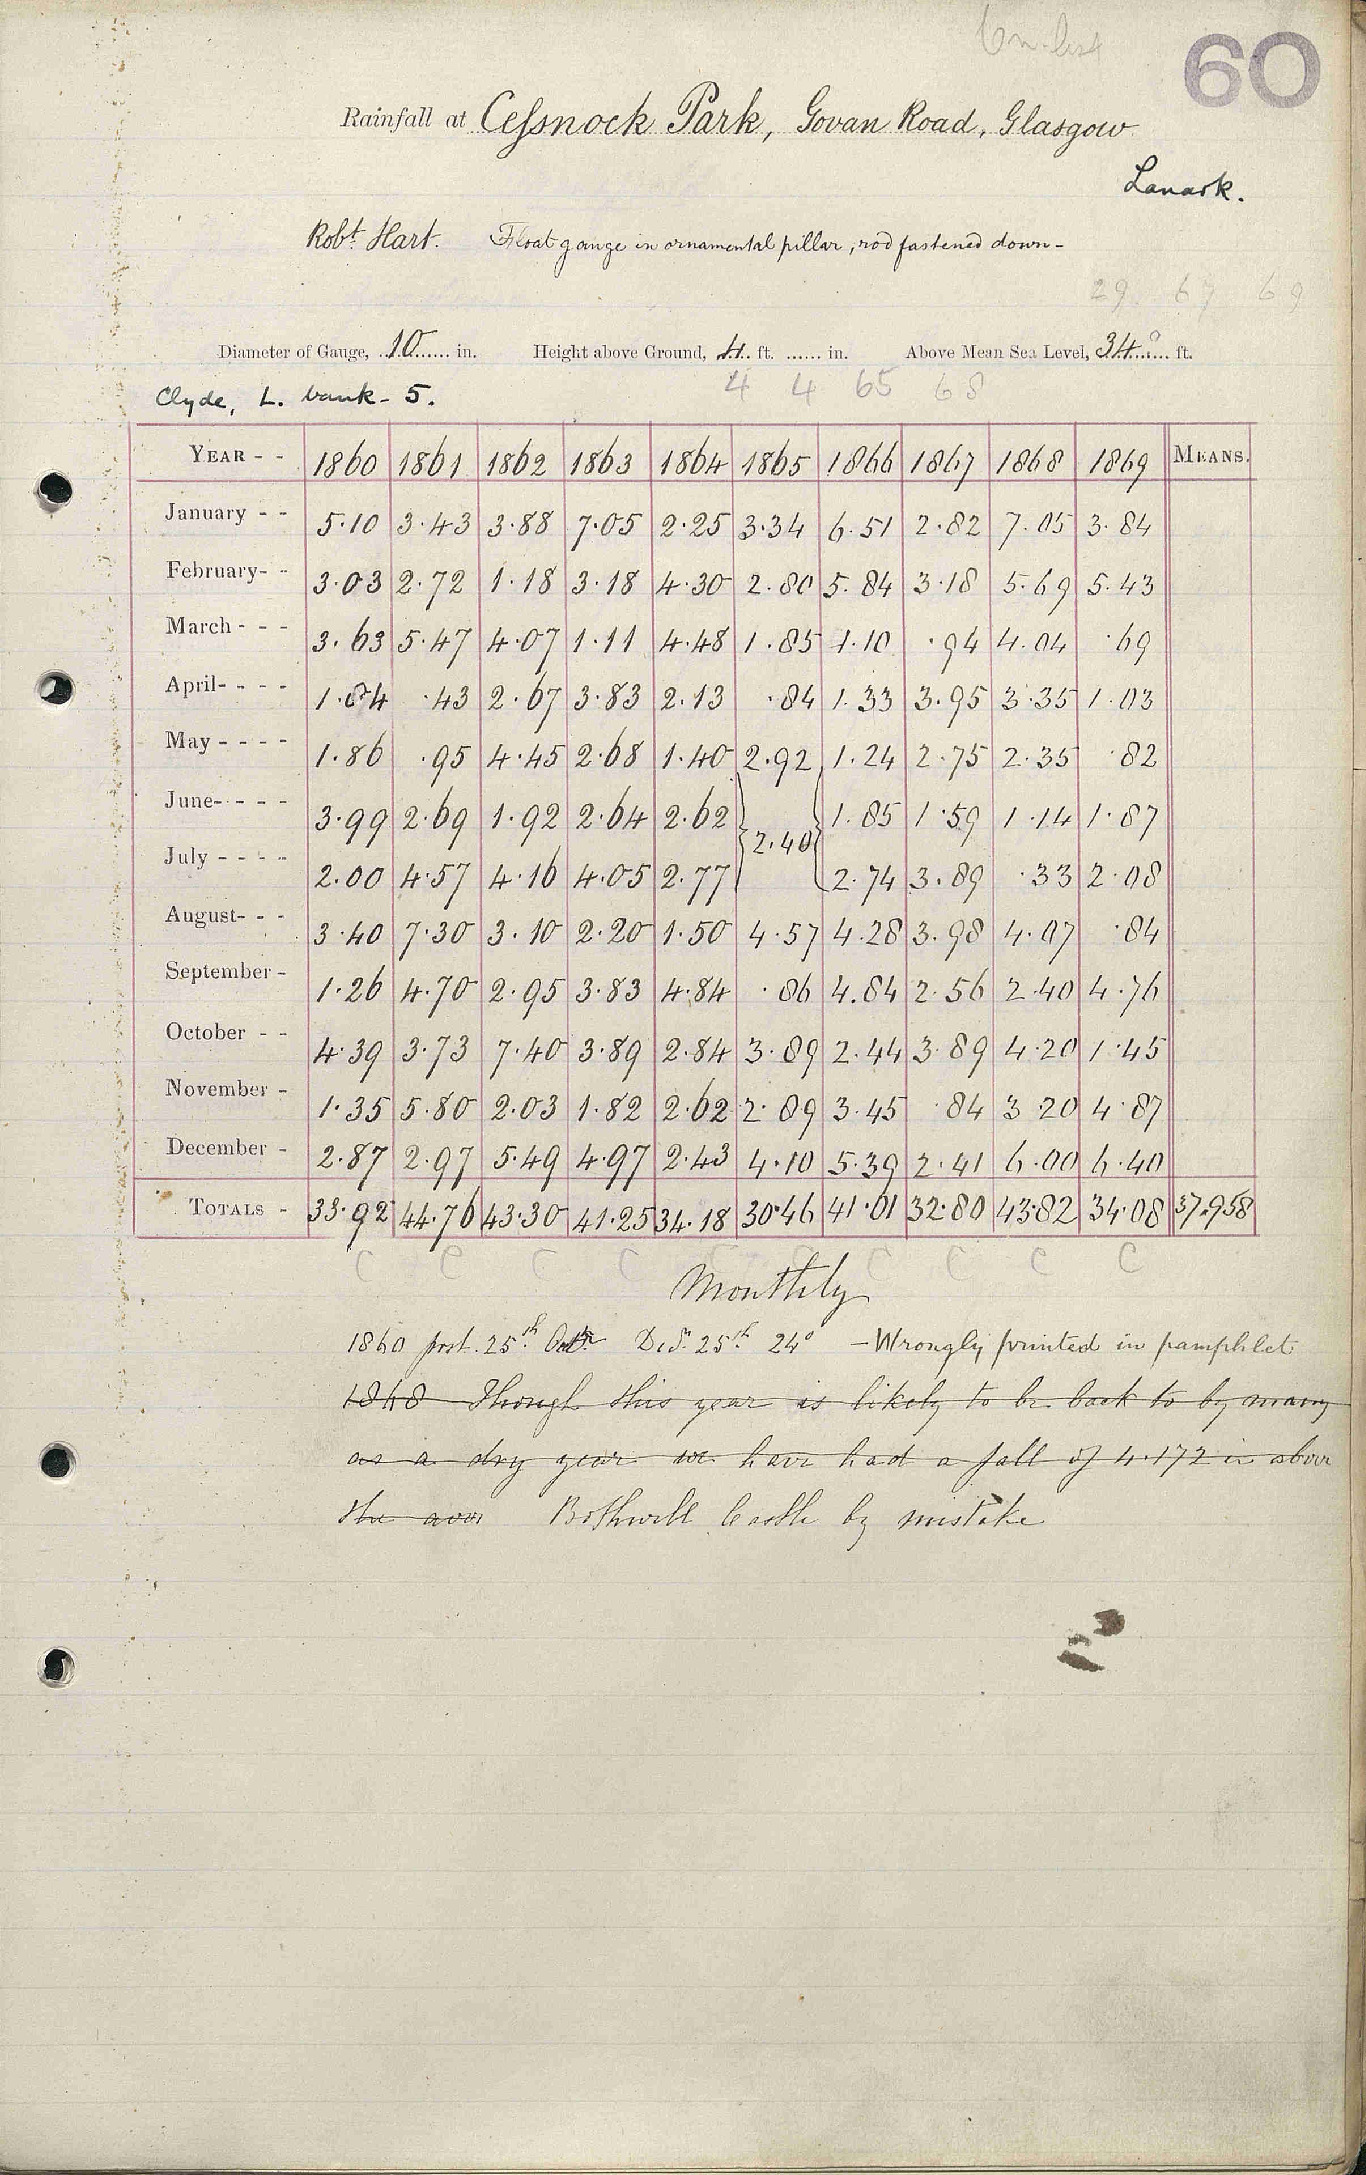 60
Rainfall at Cessnock Park, Govan Road, Glasgow
Lanark.
Robt. Hart. Float gauge in ornamental pillar, rod fastened down-
29. 67 69
Diameter of Gauge, 10 in. Height above Ground, 4 ft. ...... in. Above Mean Sea Level, 34 ft.
4 4 65 68
Clyde, L. bank - 5.
YEAR - - 1860 1861 1862 1863 1864 1865 1866 1867 1868 1869 MEANS.
January - - 5.10 3.43 3.88 7.05 2.25 3.34 6.51 2.82 7.05 3.84
February- - 3.03 2.72 1.18 3.18 4.30 2.80 5.84 3.18 5.69 5.43
March - - - 3.63 5.47 4.07 1.11 4.48 1.85 1.10 .94 4.04 .69
April- - - - 1.04 .43 2.67 3.83 2.13 .84 1.33 3.95 3.35 1.03
May - - - - 1.86 .95 4.45 2.68 1.40 2.92 1.24 2.75 2.35 .82
June- - - - 3.99 2.69 1.92 2.64 2.62 1.85 1.59 1.14 1.87
2.40
July - - - - 2.00 4.57 4.16 4.05 2.77 2.74 3.89 .33 2.08
August- - - 3.40 7.30 3.10 2.20 1.50 4.57 4.28 3.98 4.07 .84
September - 1.26 4.70 2.95 3.83 4.84 .86 4.84 2.56 2.40 4.76
October - - 4.39 3.73 7.40 3.89 2.84 3.89 2.44 3.89 4.20 1.45
November - 1.35 5.80 2.03 1.82 2.62 2.89 3.45 .84 3.20 4.87
December - 2.87 2.97 5.49 4.97 2.43 4.10 5.39 2.41 6.00 6.40
TOTALS - 33.92 44.76 43.30 41.25 34.18 30.46 41.01 32.80 43.82 34.08 37.958
C C C C C C C C
Monthly
1860 post. 25th 25th 24° - Wrongly printed in pamphlet
1868 Though this year is likely to be back to by many
as a dry year we have had a fall of 4.172 in above
the aver Bothwell Castle by mistake